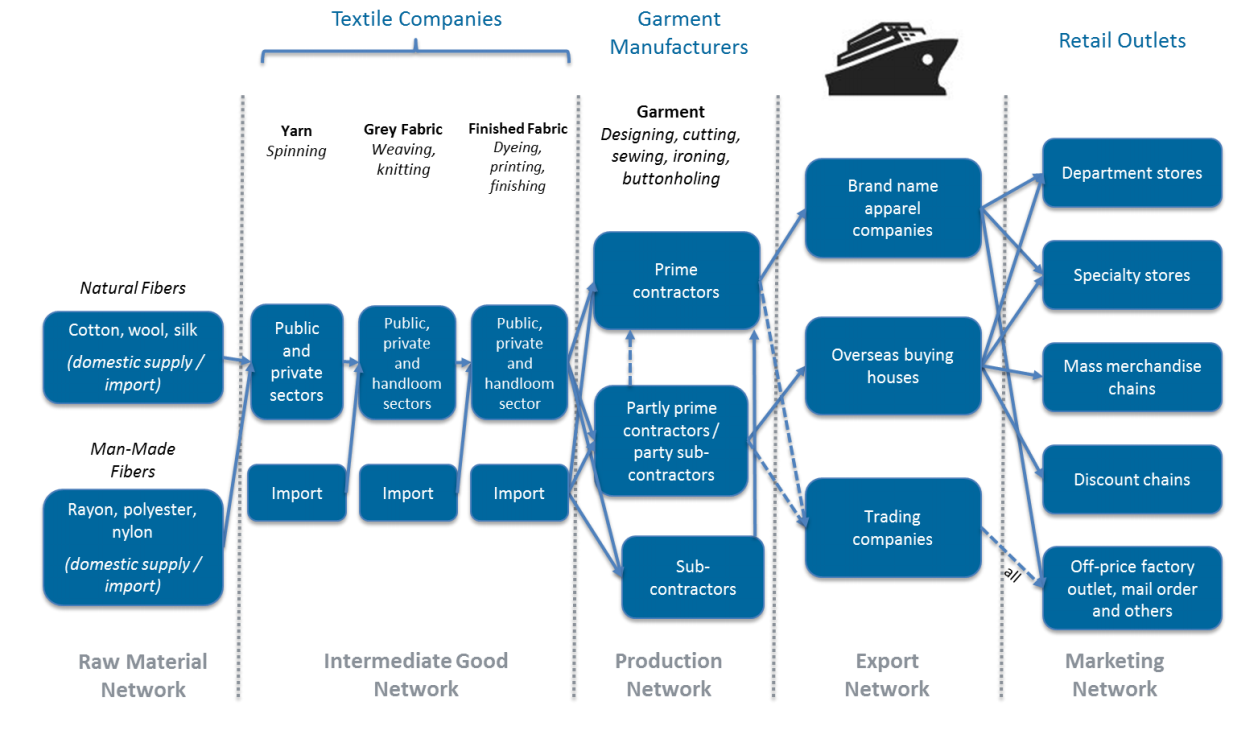 Textile Companies
Garment
Manufacturers
Retail Outlets
Yarn
Spinning
Grey Fabric
Weaving,
knitting
Finished Fabric
Dyeing,
printing,
finishing
Garment
Designing, cutting,
sewing, ironing,
buttonholing
Natural Fibers
Cotton, wool, silk
(domestic supply /
import)
Man-Made
Fibers
Rayon, polyester,
nylon
(domestic supply /
import)
Public
and
private
sectors
Public,
private
and
handloom
sectors
Public,
private
and
handloom
sector
Import
Import
Import
Prime
contractors
Partly prime
contractors /
party sub-
contractors
Sub-
contractors
Brand name
apparel
companies
Overseas buying
houses
Trading
companies
all
Department stores
Specialty stores
Mass merchandise
chains
Discount chains
Off-price factory
outlet, mail order
and others
Raw Material
Network
Intermediate Good
Network
Production
Network
Export
Network
Marketing
Network